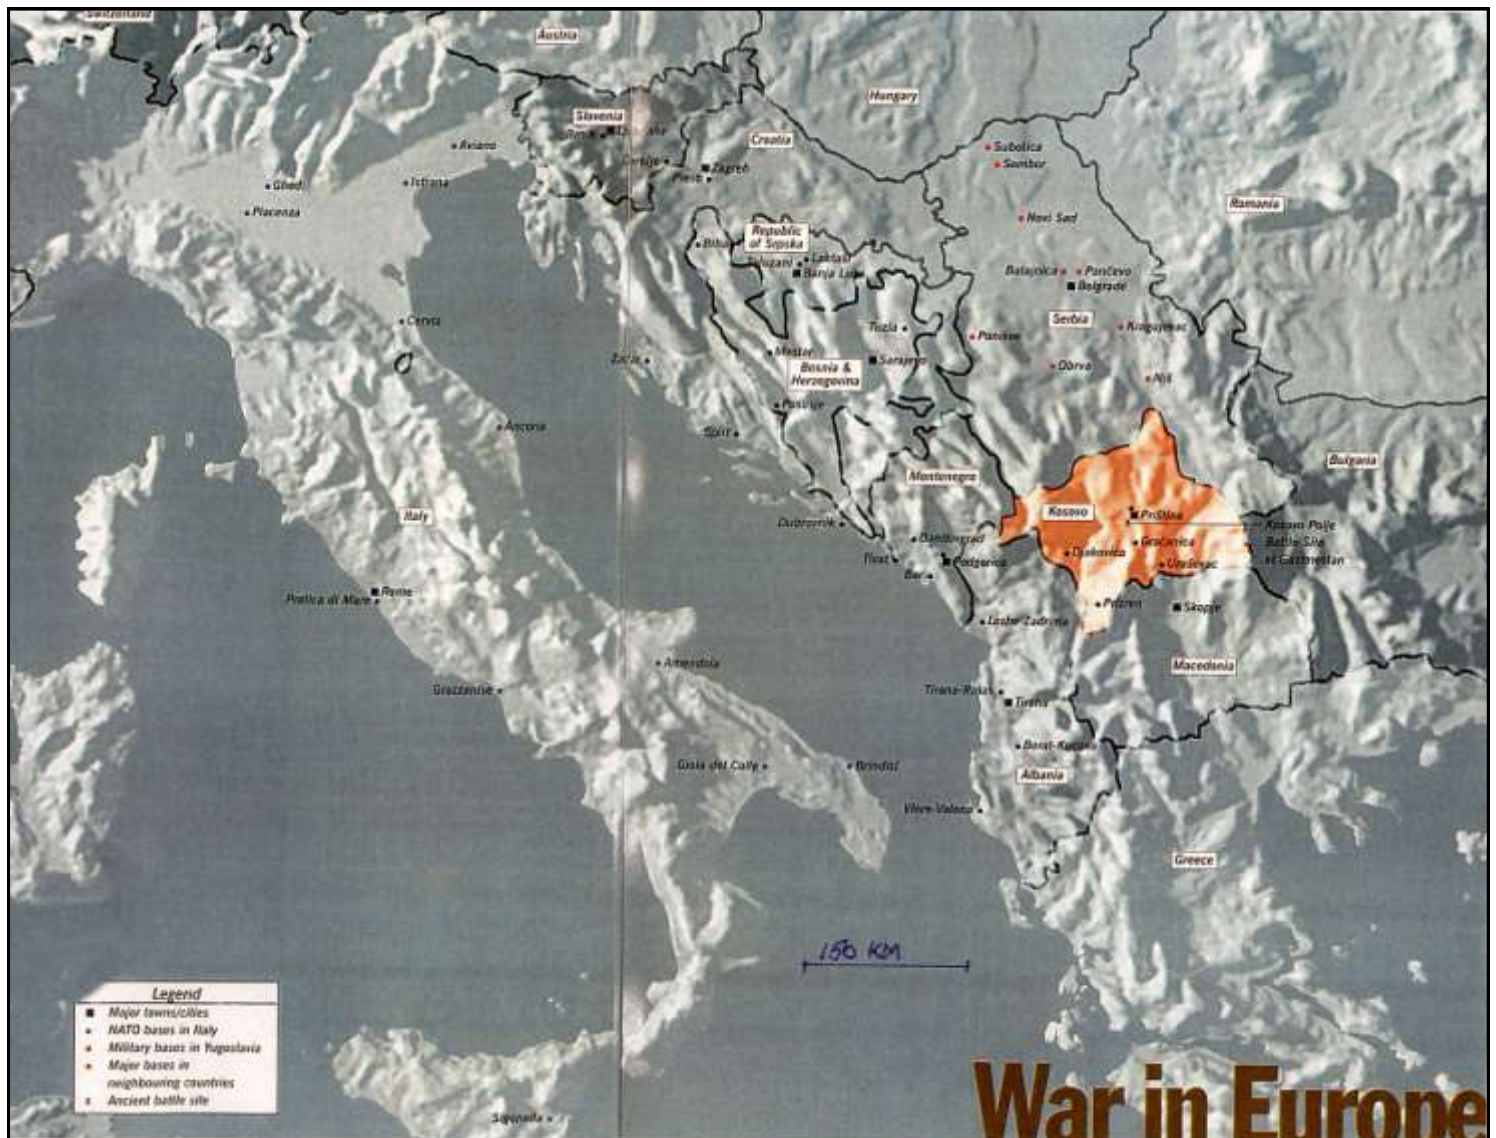 Switzerland
Austria
Hungary
Slovenia
Croatia
Aviano
Subotica
Sombor
Zagreb
Istrana
Ghedi
Piacenza
Romania
Novi Sad
Republic
of Srpska
Banja Luka
Batajnica
Pančevo
Belgrade
Serbia
Cervia
Tuzla
Kragujevac
Mostar
Sarajevo
Zadar
Bosnia &
Herzegovina
Obrva
Niš
Ancona
Split
Bulgaria
Montenegro
Italy
Kosovo
Priština
Dubrovnik
Kosovo Polje
Battle Site
of Gazimestan
Gračanica
Djakovica
Uroševac
Tivat
Podgorica
Bar
Rome
Pratica di Mare
Prizren
Skopje
Macedonia
Amendola
Grazzanise
Tirana-Rinas
Tirana
Gioia del Colle
Brindisi
Albania
Vlore-Valona
Greece
150 KM
Legend
Major towns/cities
NATO bases in Italy
Military bases in Yugoslavia
Major bases in
neighbouring countries
Ancient battle site
Sigonella
War in Europe